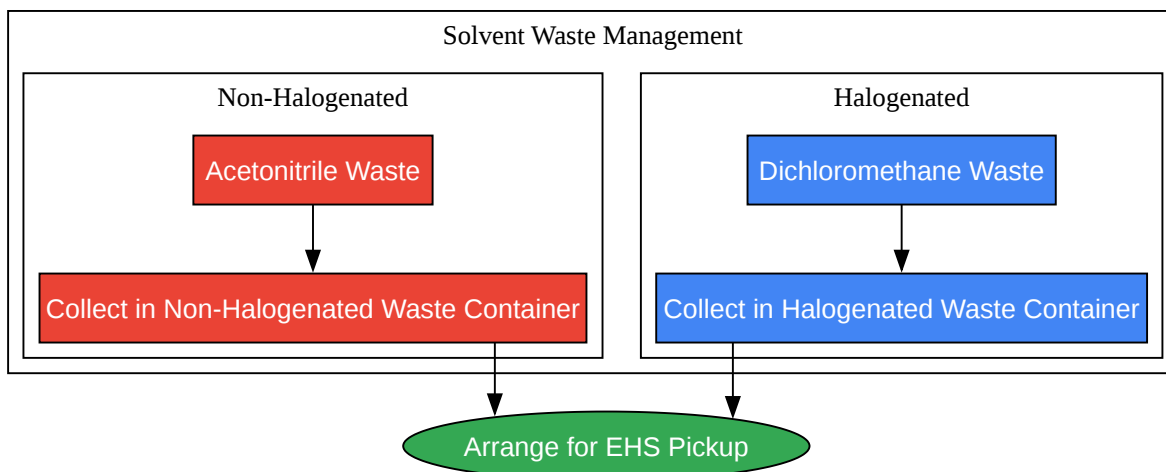 Solvent Waste Management
Non-Halogenated
Acetonitrile Waste
Collect in Non-Halogenated Waste Container
Halogenated
Dichloromethane Waste
Collect in Halogenated Waste Container
Arrange for EHS Pickup